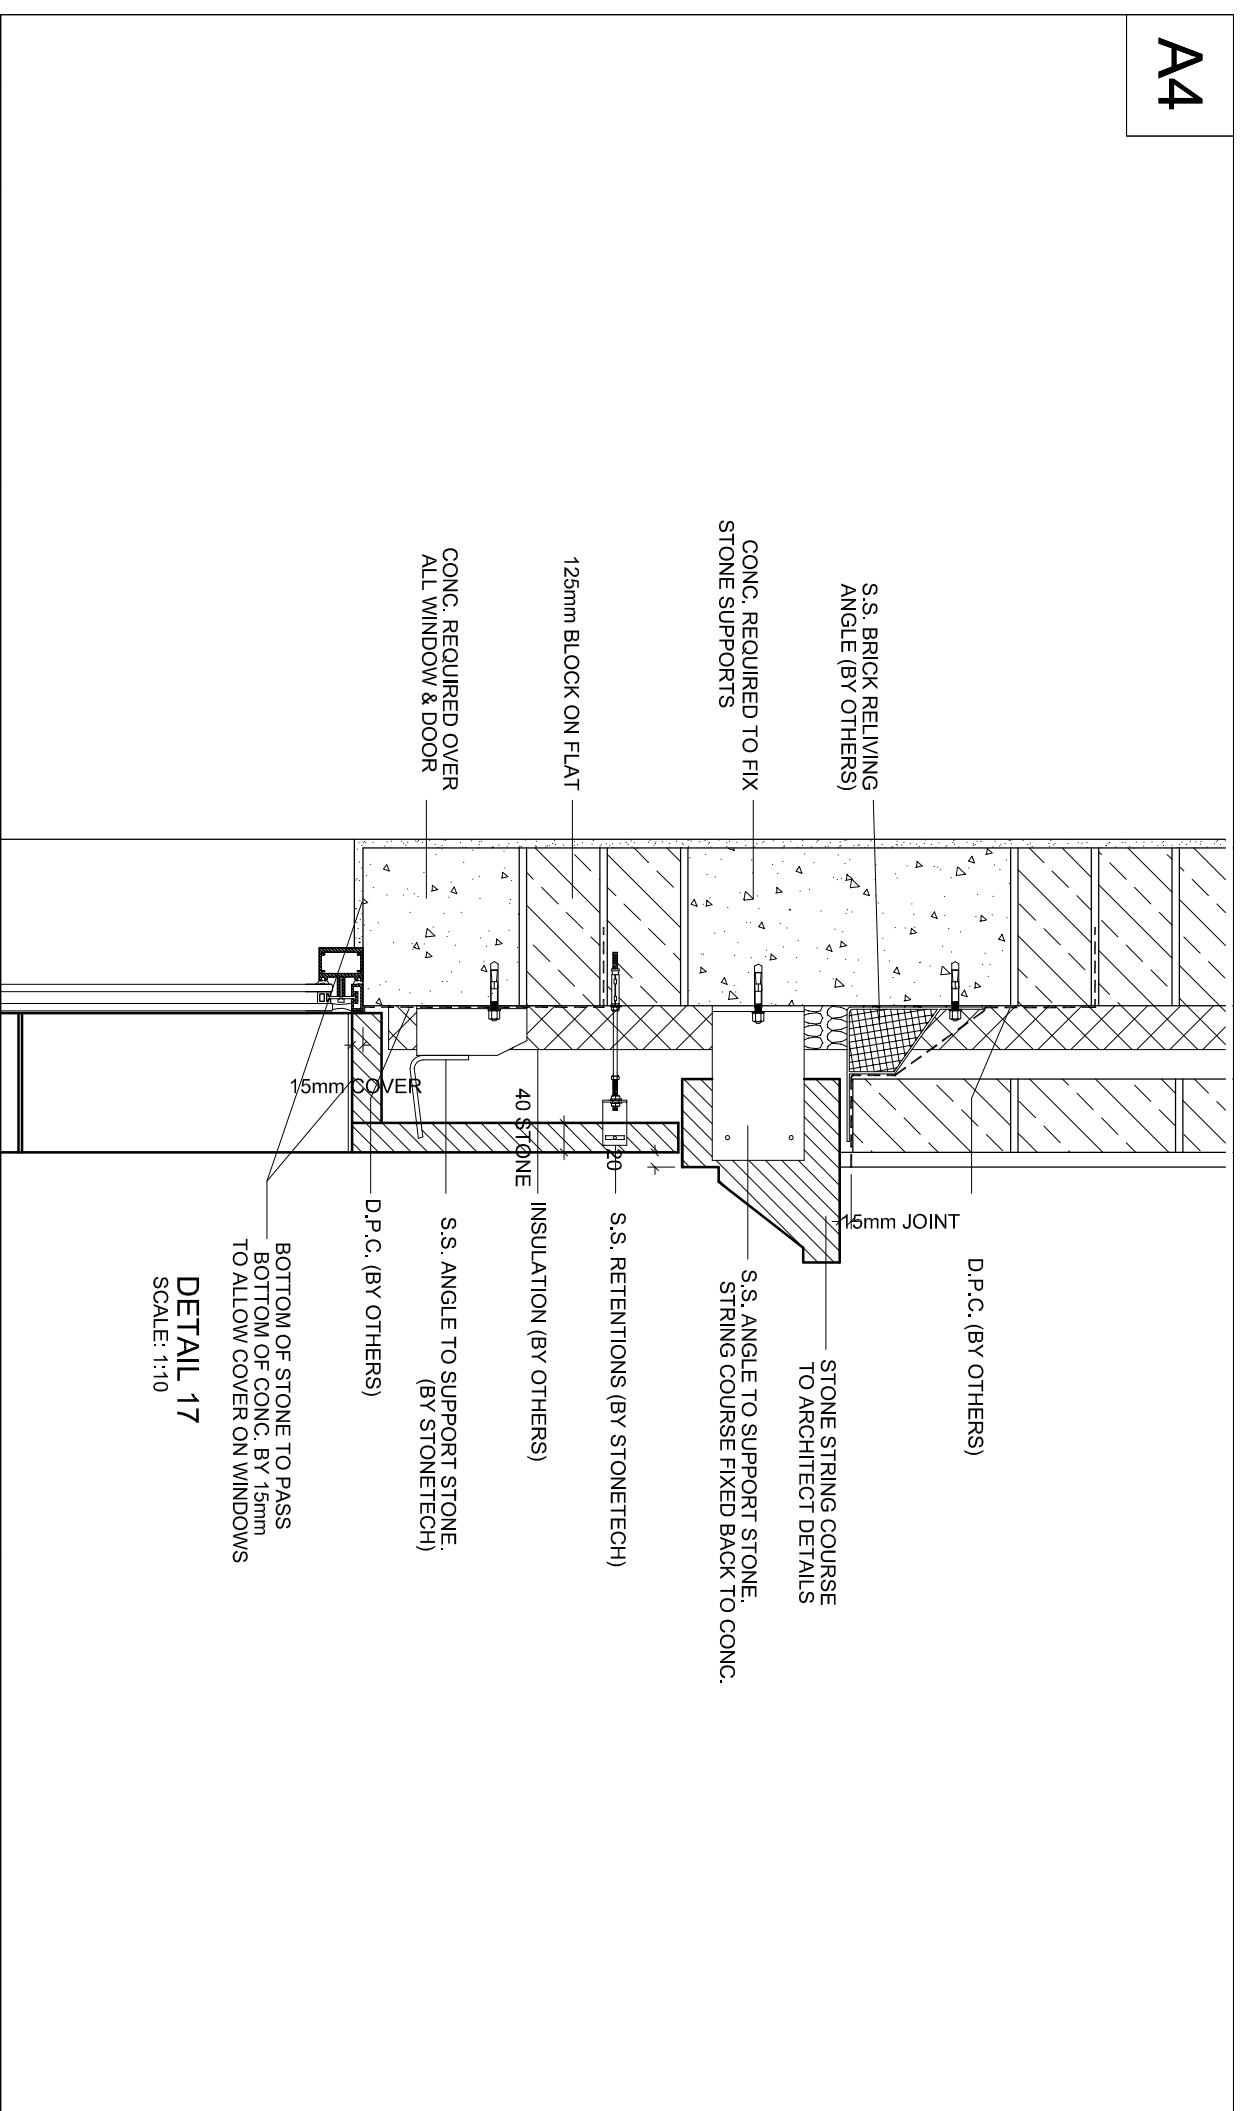 A4
S.S. BRICK RELIVING
ANGLE (BY OTHERS)
CONC. REQUIRED TO FIX
STONE SUPPORTS
125mm BLOCK ON FLAT
CONC. REQUIRED OVER
ALL WINDOW & DOOR
D.P.C. (BY OTHERS)
15mm JOINT
STONE STRING COURSE
TO ARCHITECT DETAILS
S.S. ANGLE TO SUPPORT STONE.
STRING COURSE FIXED BACK TO CONC.
20
S.S. RETENTIONS (BY STONETECH)
40 STONE
INSULATION (BY OTHERS)
S.S. ANGLE TO SUPPORT STONE.
(BY STONETECH)
15mm COVER
D.P.C. (BY OTHERS)
BOTTOM OF STONE TO PASS
BOTTOM OF CONC. BY 15mm
TO ALLOW COVER ON WINDOWS
DETAIL 17
SCALE: 1:10